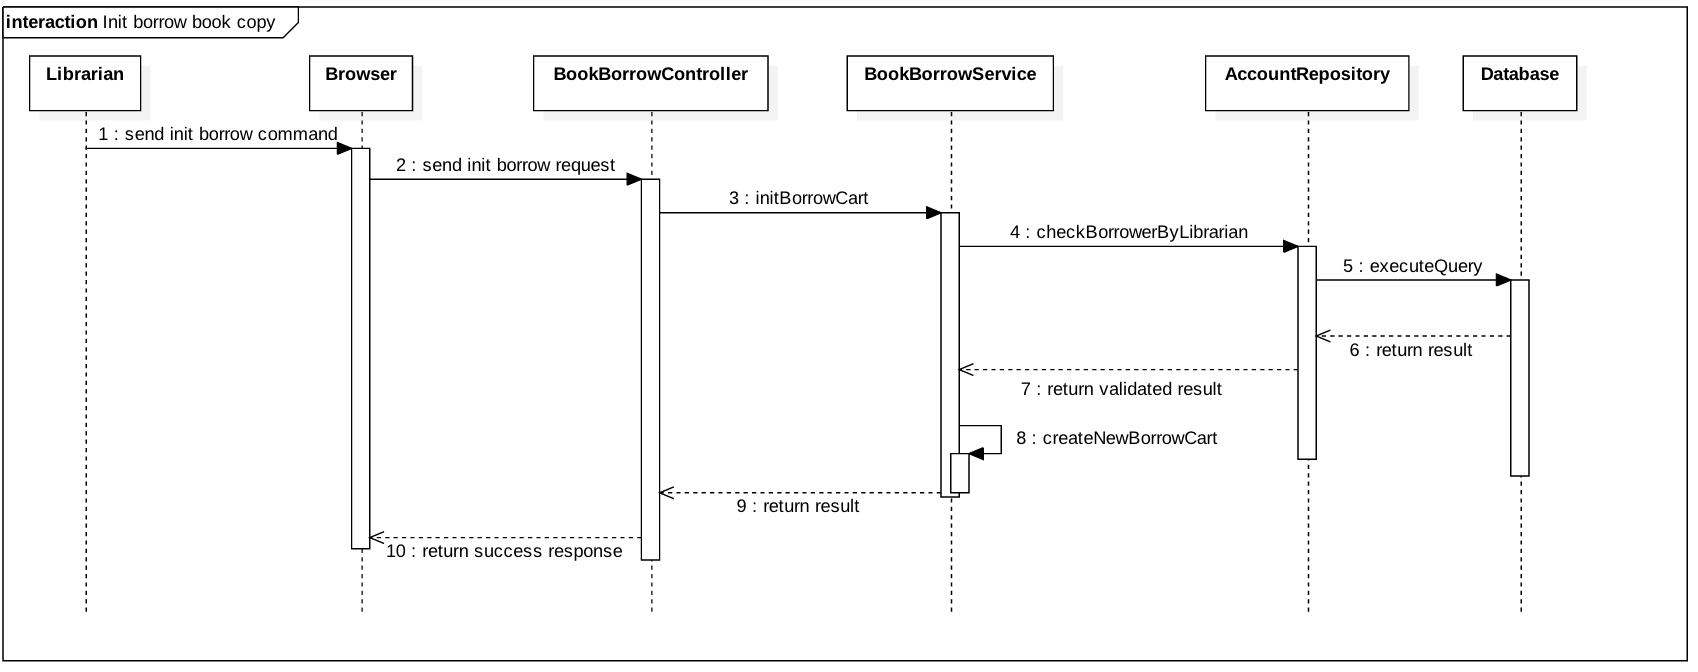 interaction Init borrow book copy
Librarian
Browser
BookBorrowController
BookBorrowService
AccountRepository
Database
1 : send init borrow command
2 : send init borrow request
3 : initBorrowCart
4 : checkBorrowerByLibrarian
5 : executeQuery
6 : return result
7 : return validated result
8 : createNewBorrowCart
9 : return result
10 : return success response